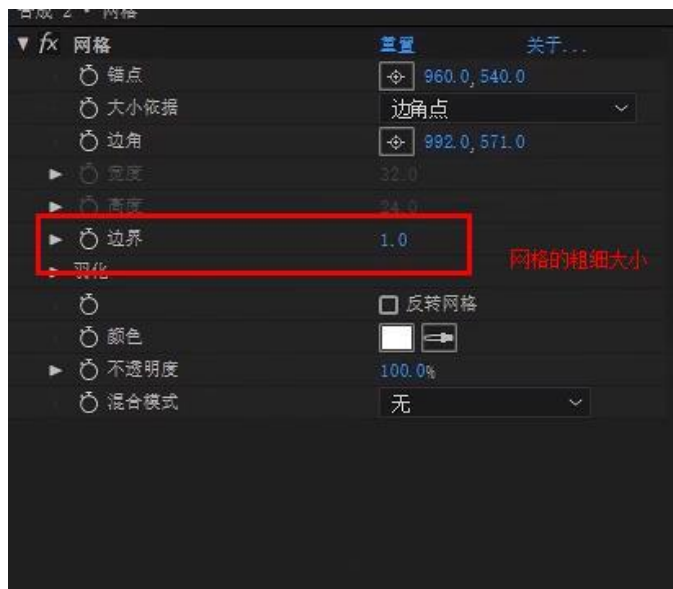 合成 2 • 网格
fx 网格 重置 关于...
锚点 960.0, 540.0
大小依据 边角点
边角 992.0, 571.0
宽度 32.0
高度 24.0
边界 1.0
网格的粗细大小
羽化
反转网格
颜色
不透明度 100.0%
混合模式 无